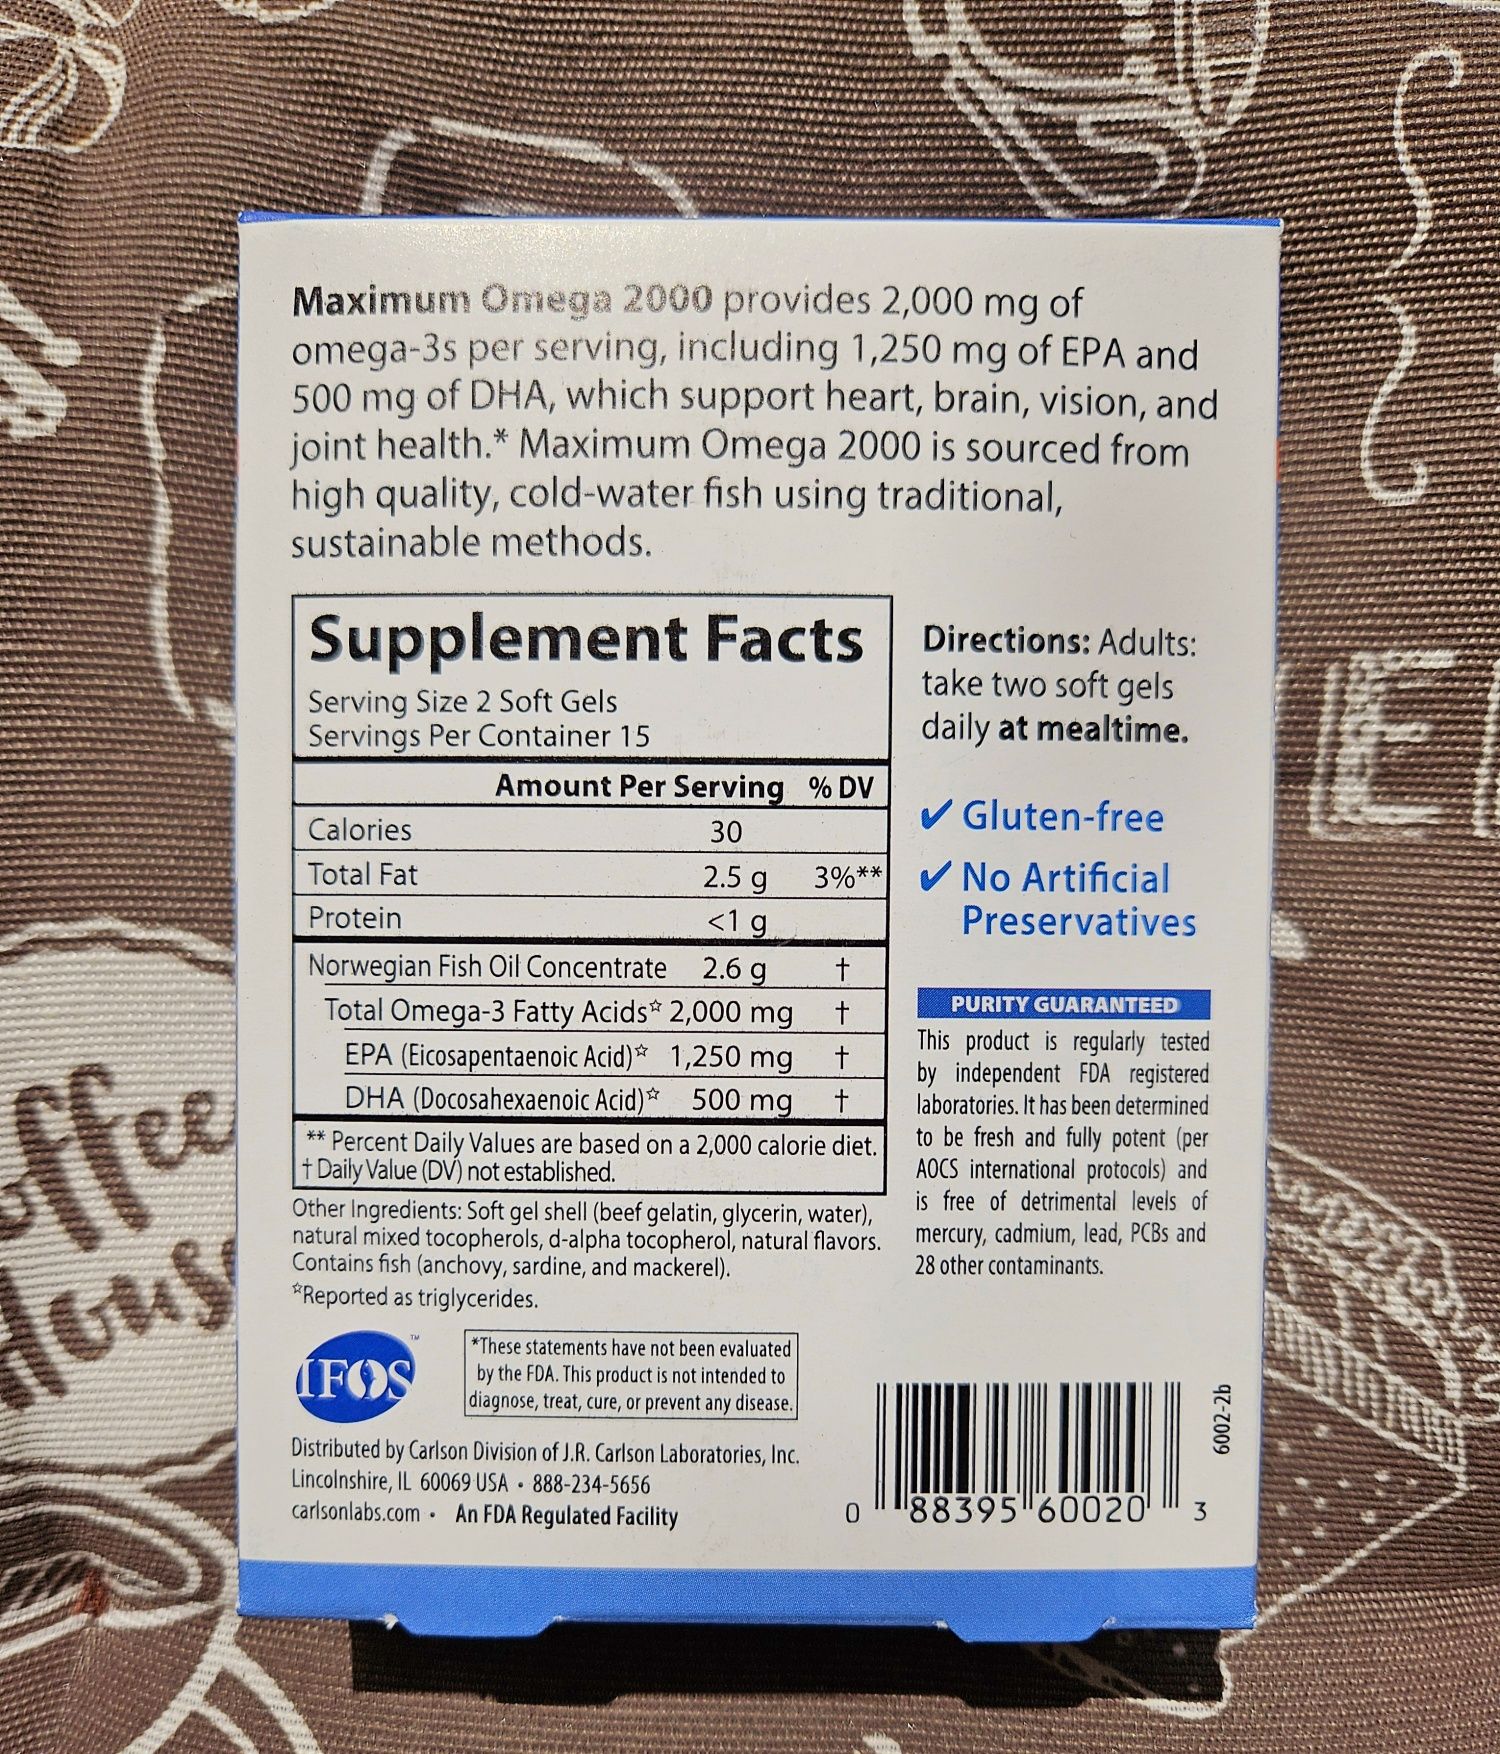 Maximum Omega 2000 provides 2,000 mg of
omega-3s per serving, including 1,250 mg of EPA and
500 mg of DHA, which support heart, brain, vision, and
joint health.* Maximum Omega 2000 is sourced from
high quality, cold-water fish using traditional,
sustainable methods.
Supplement Facts
Serving Size 2 Soft Gels
Servings Per Container 15
Amount Per Serving % DV
Calories 30
Total Fat 2.5 g 3%**
Protein <1 g
Norwegian Fish Oil Concentrate 2.6 g †
Total Omega-3 Fatty Acids☆ 2,000 mg †
EPA (Eicosapentaenoic Acid)☆ 1,250 mg †
DHA (Docosahexaenoic Acid)☆ 500 mg †
** Percent Daily Values are based on a 2,000 calorie diet.
† Daily Value (DV) not established.
Other Ingredients: Soft gel shell (beef gelatin, glycerin, water),
natural mixed tocopherols, d-alpha tocopherol, natural flavors.
Contains fish (anchovy, sardine, and mackerel).
☆Reported as triglycerides.
Directions: Adults:
take two soft gels
daily at mealtime.
✔ Gluten-free
✔ No Artificial
Preservatives
PURITY GUARANTEED
This product is regularly tested
by independent FDA registered
laboratories. It has been determined
to be fresh and fully potent (per
AOCS international protocols) and
is free of detrimental levels of
mercury, cadmium, lead, PCBs and
28 other contaminants.
IFOS™
*These statements have not been evaluated
by the FDA. This product is not intended to
diagnose, treat, cure, or prevent any disease.
Distributed by Carlson Division of J.R. Carlson Laboratories, Inc.
Lincolnshire, IL 60069 USA • 888-234-5656
carlsonlabs.com • An FDA Regulated Facility
0 88395 60020 3
6002-2b